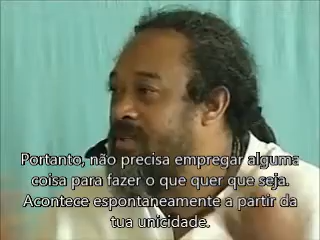 Portanto, não precisa empregar alguma
coisa para fazer o que quer que seja.
Acontece espontaneamente a partir da
tua unicidade.